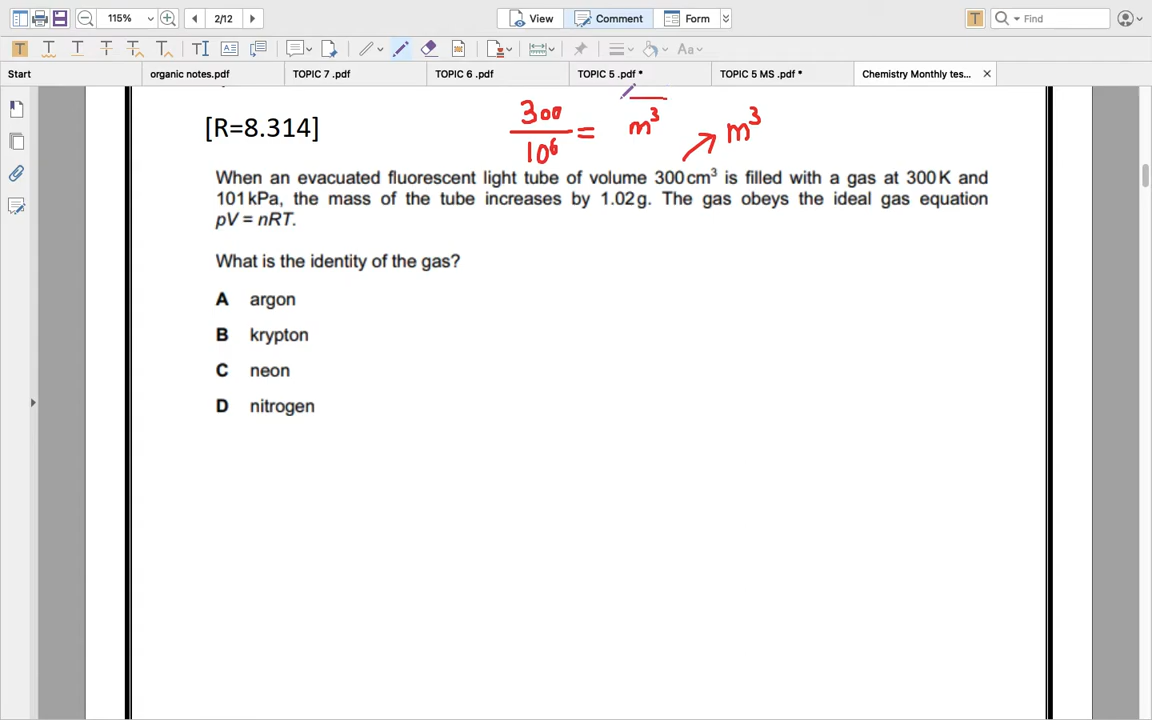 115% 2/12 View Comment Form Find
Start organic notes.pdf TOPIC 7 .pdf TOPIC 6 .pdf TOPIC 5 .pdf * TOPIC 5 MS .pdf * Chemistry Monthly tes...
300
10⁶
=
m³
m³
[R=8.314]
When an evacuated fluorescent light tube of volume 300 cm³ is filled with a gas at 300 K and
101 kPa, the mass of the tube increases by 1.02 g. The gas obeys the ideal gas equation
pV = nRT.
What is the identity of the gas?
A argon
B krypton
C neon
D nitrogen